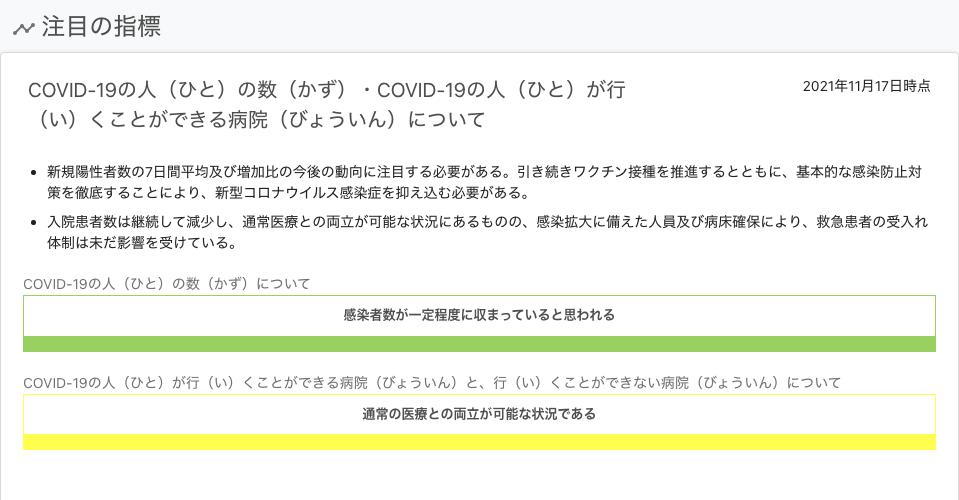 注目の指標
COVID-19の人（ひと）の数（かず）・COVID-19の人（ひと）が行
（い）くことができる病院（びょういん）について
2021年11月17日時点
新規陽性者数の7日間平均及び増加比の今後の動向に注目する必要がある。引き続きワクチン接種を推進するとともに、基本的な感染防止対
策を徹底することにより、新型コロナウイルス感染症を抑え込む必要がある。
入院患者数は継続して減少し、通常医療との両立が可能な状況にあるものの、感染拡大に備えた人員及び病床確保により、救急患者の受入れ
体制は未だ影響を受けている。
COVID-19の人（ひと）の数（かず）について
感染者数が一定程度に収まっていると思われる
COVID-19の人（ひと）が行（い）くことができる病院（びょういん）と、行（い）くことができない病院（びょういん）について
通常の医療との両立が可能な状況である